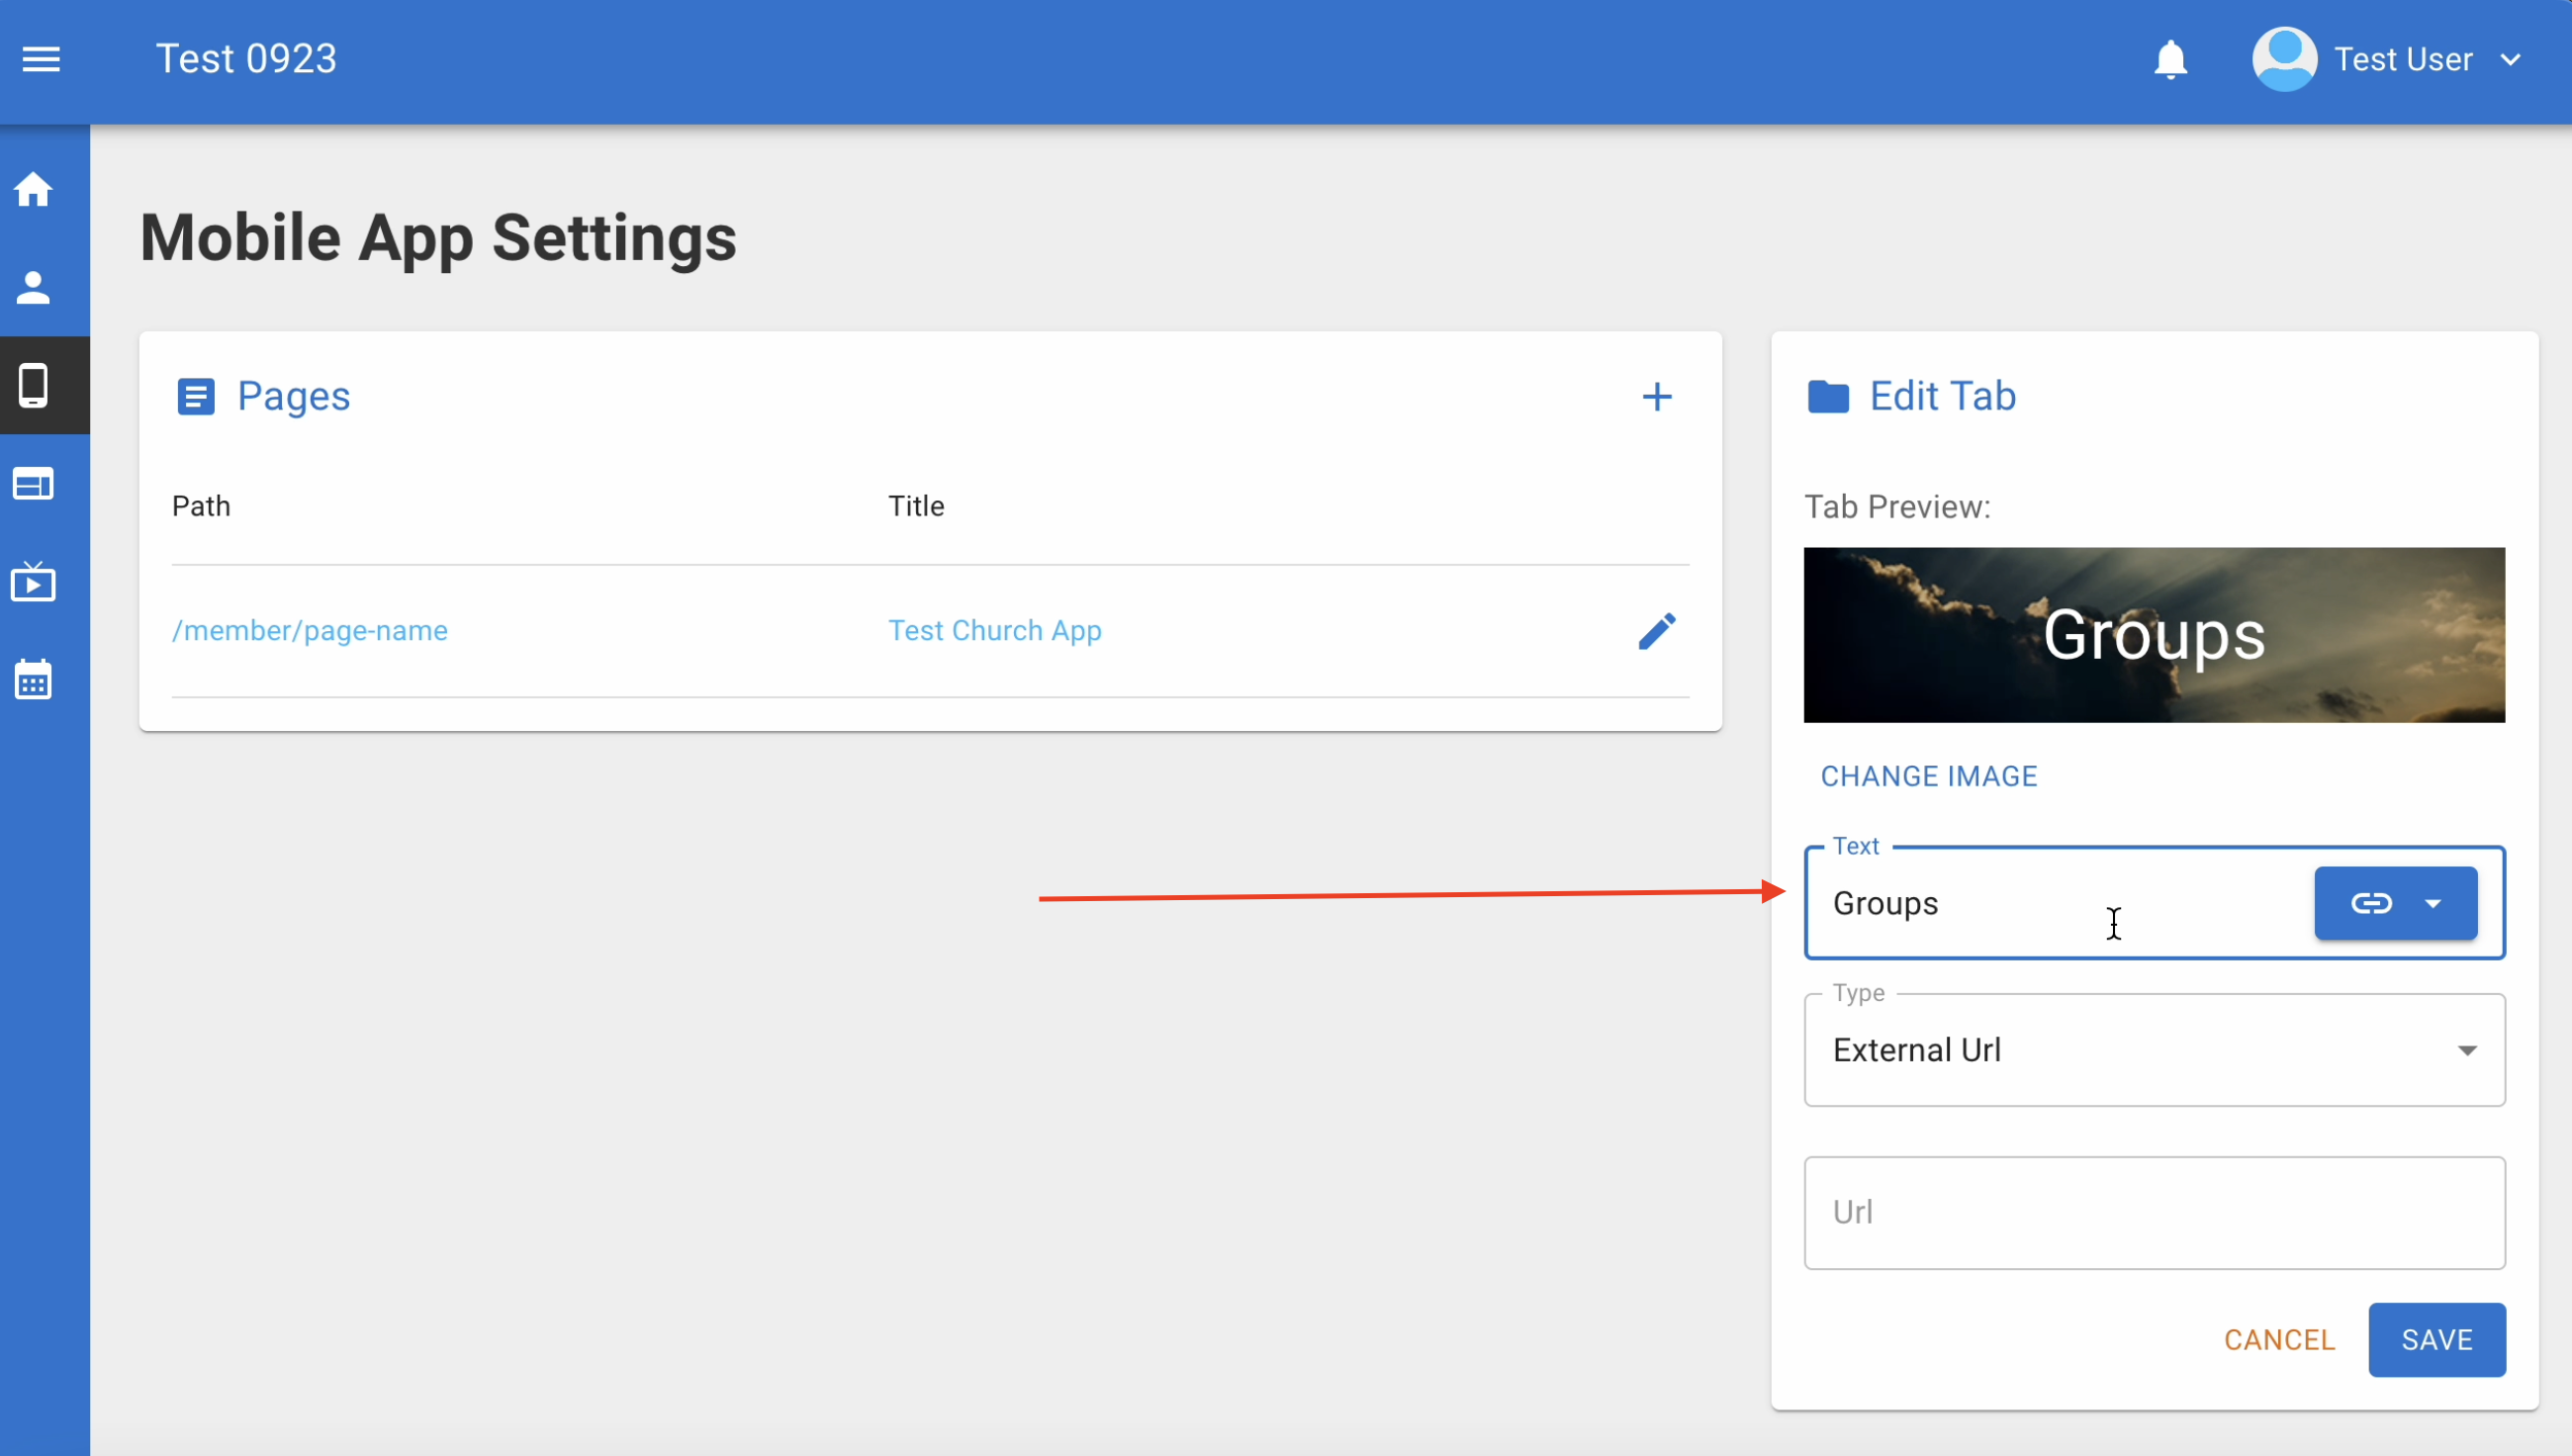 Test 0923
Test User
Mobile App Settings
Pages
Path Title
/member/page-name Test Church App
Edit Tab
Tab Preview:
Groups
CHANGE IMAGE
Text
Groups
Type
External Url
Url
CANCEL SAVE